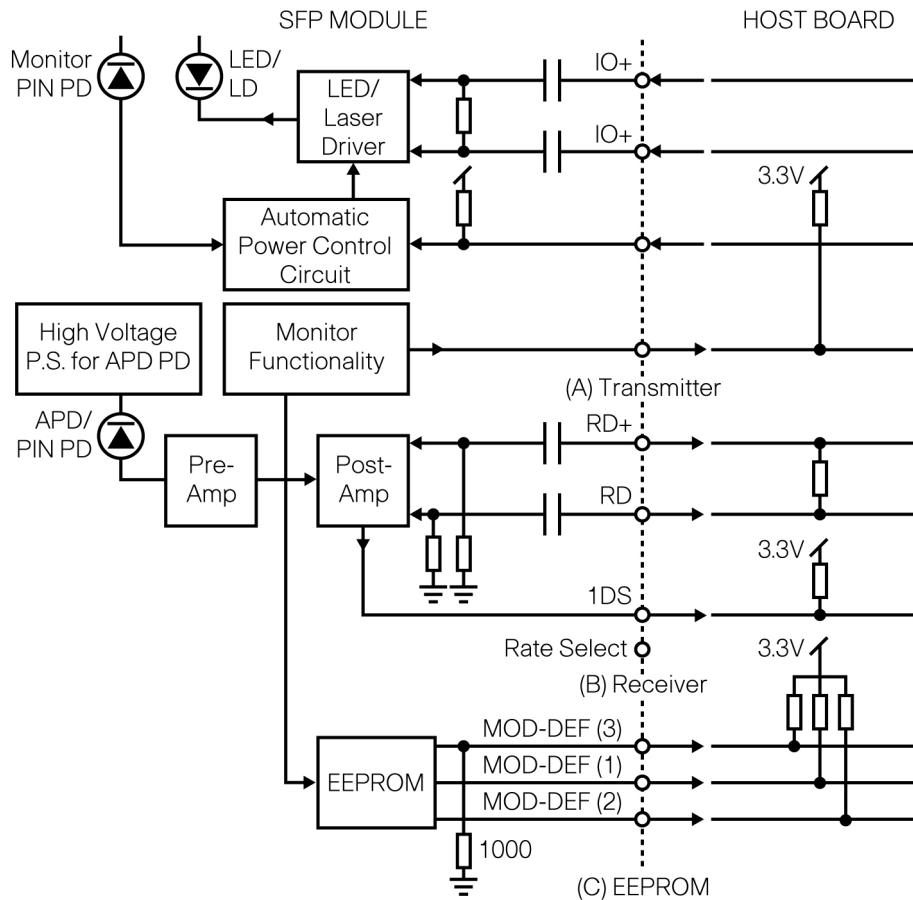 SFP MODULE
HOST BOARD
Monitor
PIN PD
LED/
LD
LED/
Laser
Driver
IO+
IO+
3.3V
Automatic
Power Control
Circuit
High Voltage
P.S. for APD PD
Monitor
Functionality
(A) Transmitter
APD/
PIN PD
Pre-
Amp
Post-
Amp
RD+
RD
3.3V
1DS
Rate Select
3.3V
(B) Receiver
MOD-DEF (3)
EEPROM
MOD-DEF (1)
MOD-DEF (2)
1000
(C) EEPROM